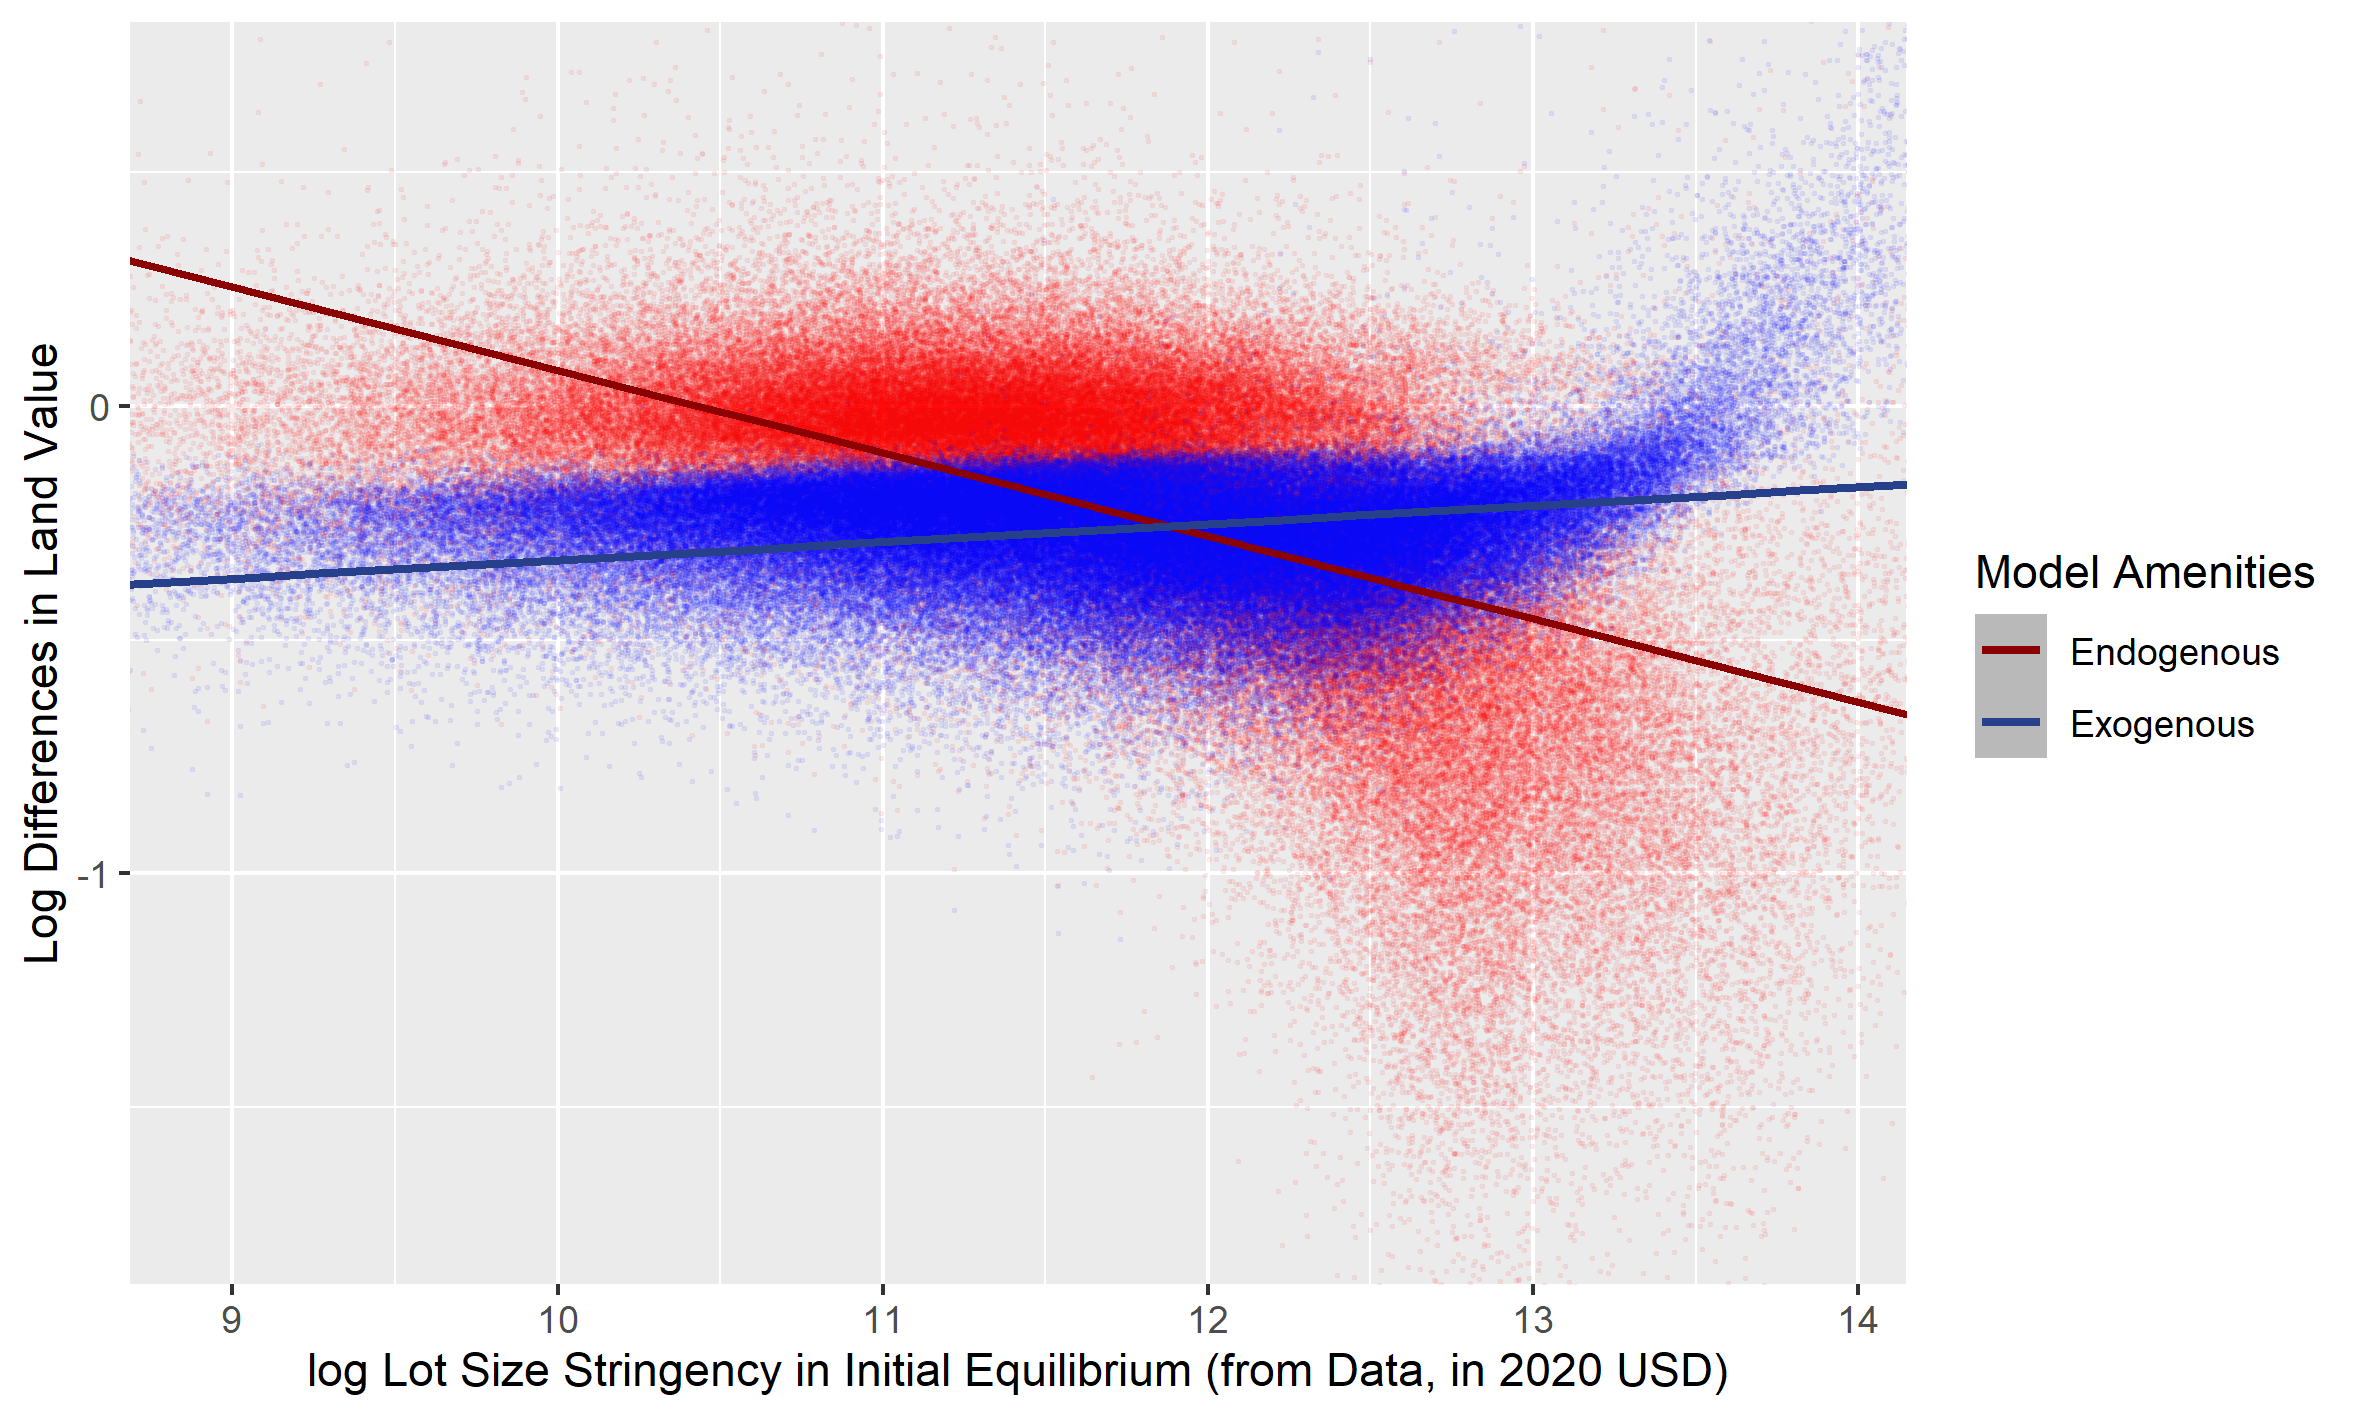 Log Differences in Land Value
0
-1
9 10 11 12 13 14
log Lot Size Stringency in Initial Equilibrium (from Data, in 2020 USD)
Model Amenities
Endogenous
Exogenous